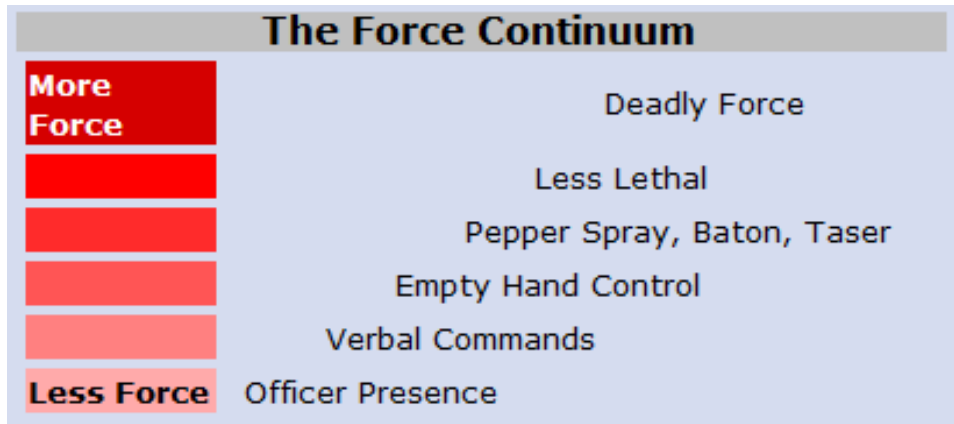 The Force Continuum
More
Force
Deadly Force
Less Lethal
Pepper Spray, Baton, Taser
Empty Hand Control
Verbal Commands
Less Force Officer Presence